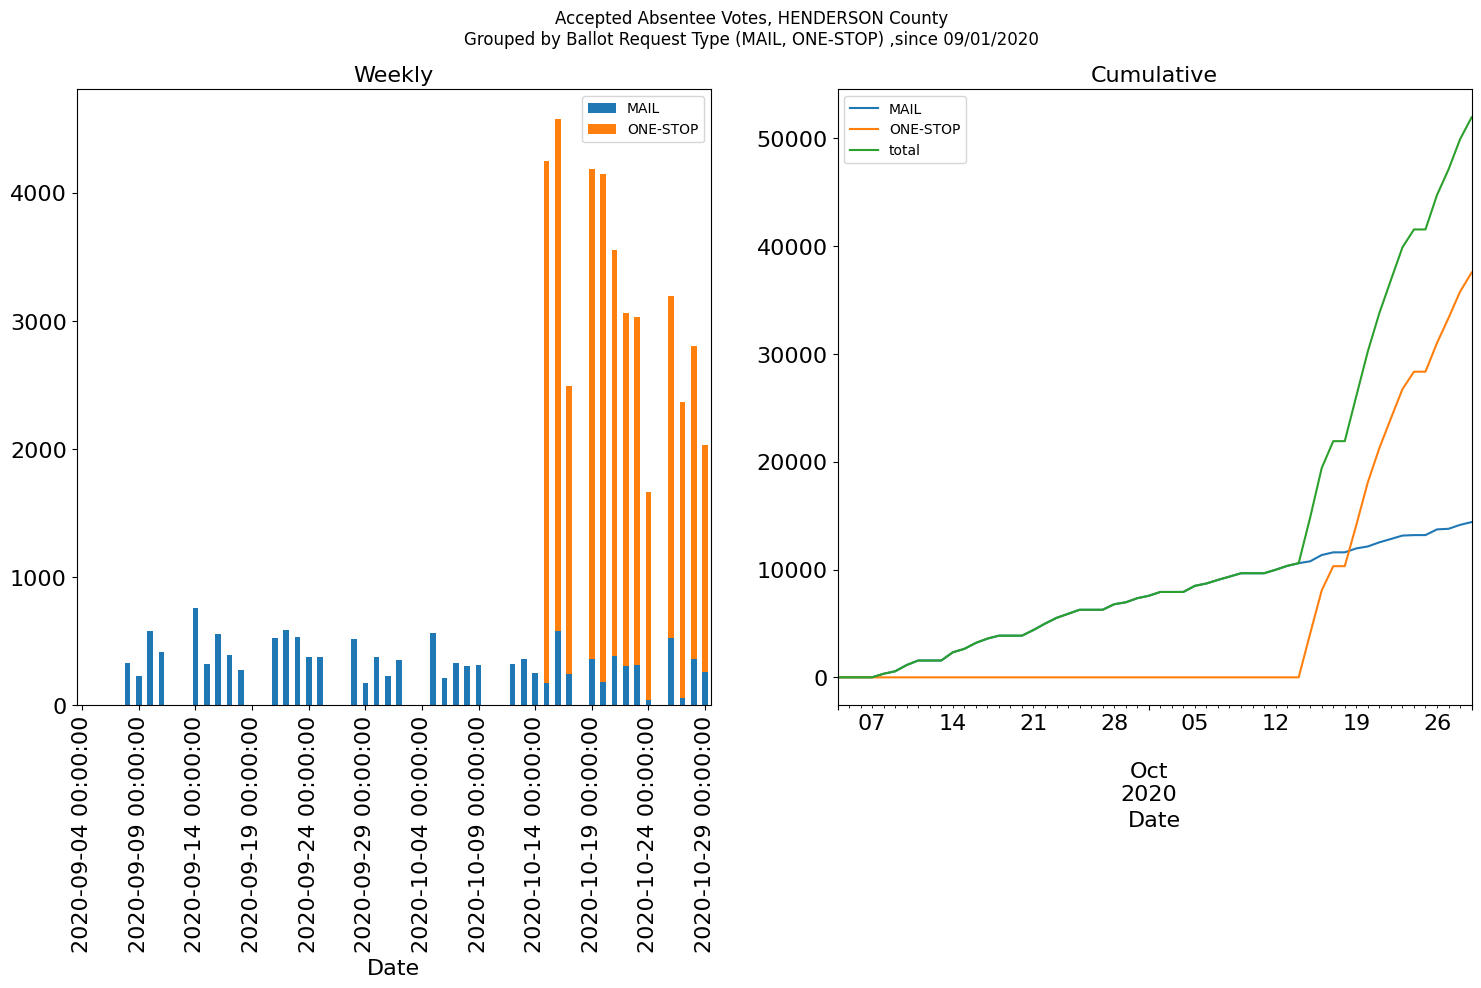 Accepted Absentee Votes, HENDERSON County
Grouped by Ballot Request Type (MAIL, ONE-STOP) ,since 09/01/2020
Weekly
MAIL
ONE-STOP
4000
3000
2000
1000
0
2020-09-04 00:00:00
2020-09-09 00:00:00
2020-09-14 00:00:00
2020-09-19 00:00:00
2020-09-24 00:00:00
2020-09-29 00:00:00
2020-10-04 00:00:00
2020-10-09 00:00:00
2020-10-14 00:00:00
2020-10-19 00:00:00
2020-10-24 00:00:00
2020-10-29 00:00:00
Date
Cumulative
MAIL
ONE-STOP
total
50000
40000
30000
20000
10000
0
07 14 21 28 05 12 19 26
Oct
2020
Date